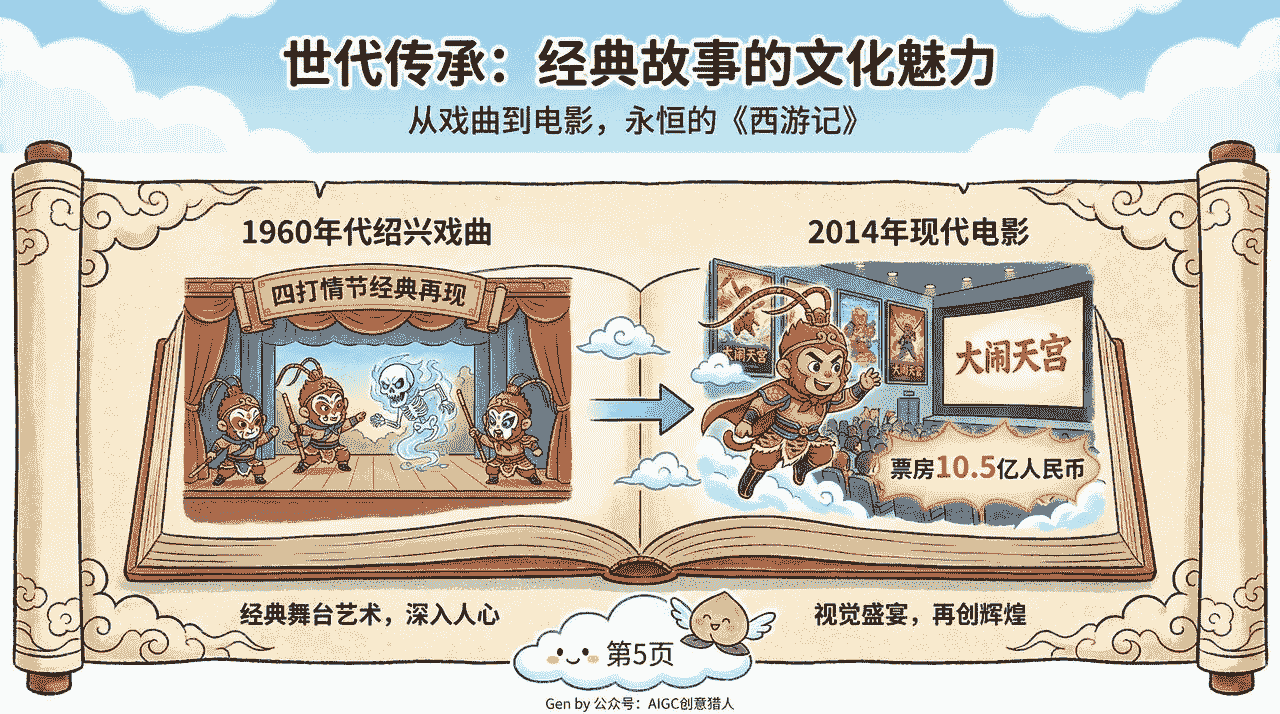 世代传承：经典故事的文化魅力
从戏曲到电影，永恒的《西游记》
1960年代绍兴戏曲
四打情节经典再现
经典舞台艺术，深入人心
2014年现代电影
大闹天宫
大闹天宫
大闹天宫
票房10.5亿人民币
视觉盛宴，再创辉煌
第5页
Gen by 公众号：AIGC创意猎人